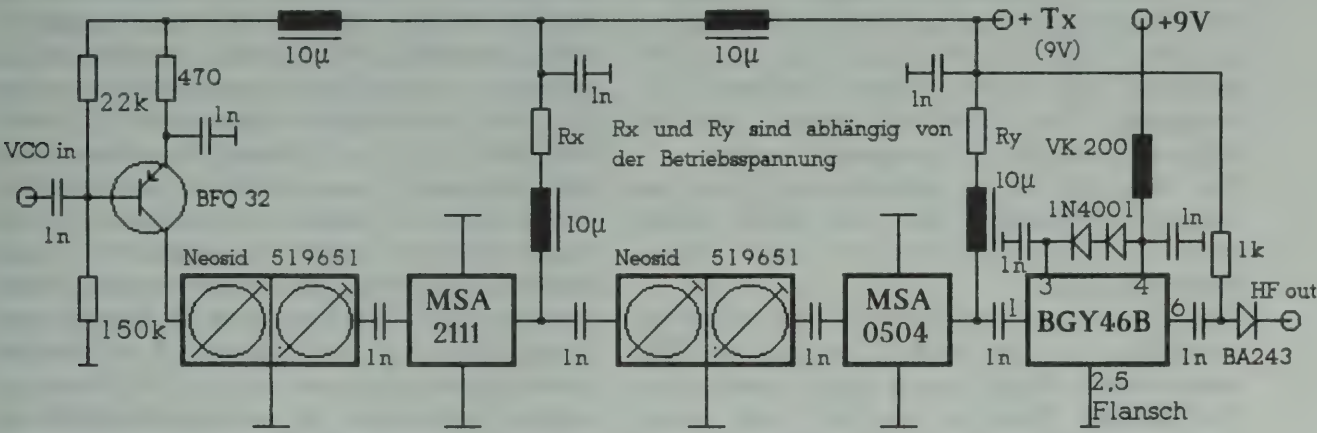 + Tx
(9V)
+9V
10µ
10µ
22k
470
1n
1n
1n
Rx
Rx und Ry sind abhängig von
der Betriebsspannung
Ry
VK 200
VCO in
BFQ 32
1n
10µ
10µ
1N4001
1n
1n
1k
Neosid 519651
Neosid 519651
150k
MSA
2111
MSA
0504
3
4
1
BGY46B
6
HF out
1n
1n
1n
1n
1n
BA243
2,5
Flansch